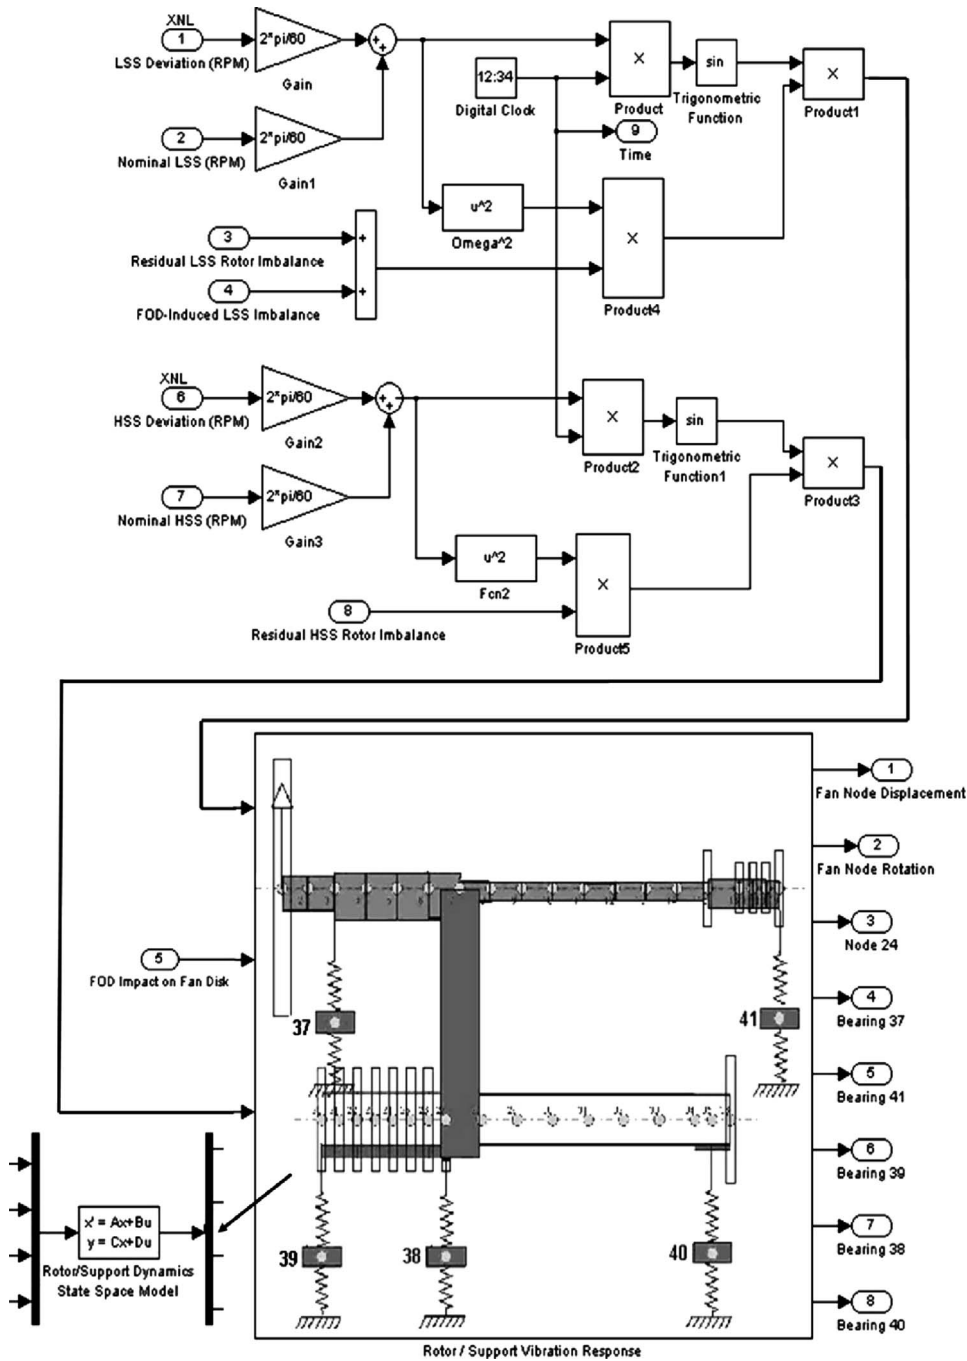 XNL
1
LSS Deviation (RPM)
2*pi/60
Gain
+
+
2
Nominal LSS (RPM)
2*pi/60
Gain1
12:34
Digital Clock
×
Product
sin
Trigonometric
Function
×
Product1
9
Time
u^2
Omega^2
×
Product4
3
Residual LSS Rotor Imbalance
4
FOD-Induced LSS Imbalance
+
+
XNL
6
HSS Deviation (RPM)
2*pi/60
Gain2
+
+
7
Nominal HSS (RPM)
2*pi/60
Gain3
×
Product2
sin
Trigonometric
Function1
×
Product3
u^2
Fcn2
×
Product5
8
Residual HSS Rotor Imbalance
5
FOD Impact on Fan Disk
37
41
39
38
40
1
Fan Node Displacement
2
Fan Node Rotation
3
Node 24
4
Bearing 37
5
Bearing 41
6
Bearing 39
7
Bearing 38
8
Bearing 40
x' = Ax+Bu
y = Cx+Du
Rotor/Support Dynamics
State Space Model
Rotor / Support Vibration Response